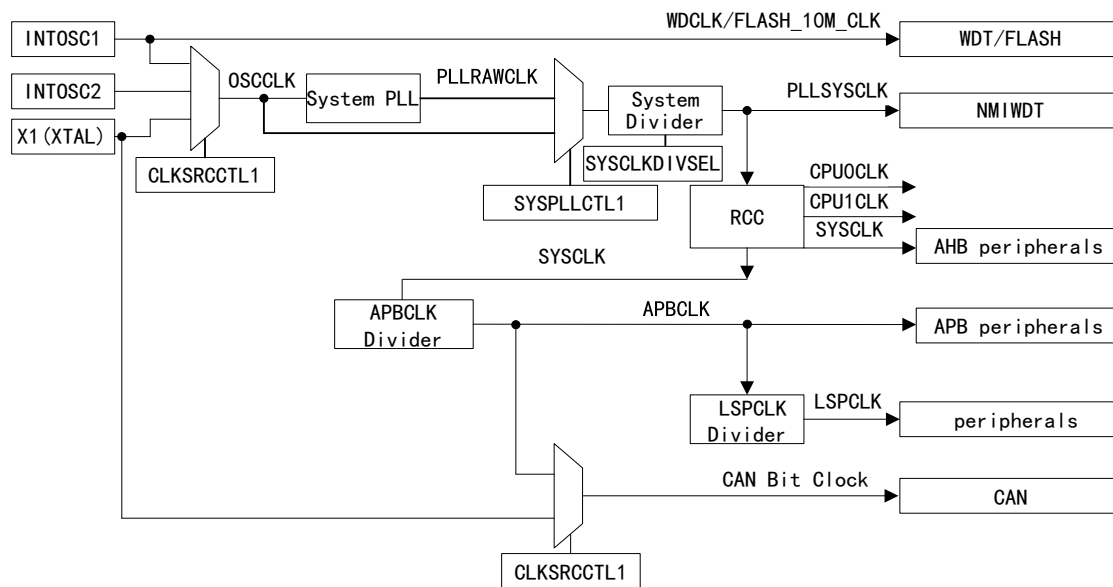 WDCLK/FLASH_10M_CLK
INTOSC1
WDT/FLASH
OSCCLK
PLLRAWCLK
INTOSC2
System PLL
System
Divider
PLLSYSCLK
NMIWDT
X1(XTAL)
CLKSRCCTL1
SYSCLKDIVSEL
SYSPLLCTL1
RCC
CPU0CLK
CPU1CLK
SYSCLK
AHB peripherals
SYSCLK
APBCLK
Divider
APBCLK
APB peripherals
LSPCLK
Divider
LSPCLK
peripherals
CAN Bit Clock
CAN
CLKSRCCTL1